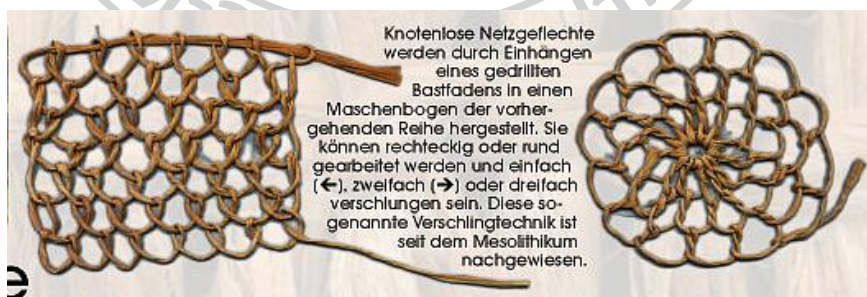 Knotenlose Netzgeflechte
werden durch Einhängen
eines gedrillten
Bastfadens in einen
Maschenbogen der vorher-
gehenden Reihe hergestellt. Sie
können rechteckig oder rund
gearbeitet werden und einfach
(←), zweifach (→) oder dreifach
verschlungen sein. Diese so-
genannte Verschlingtechnik ist
seit dem Mesolithikum
nachgewiesen.
e